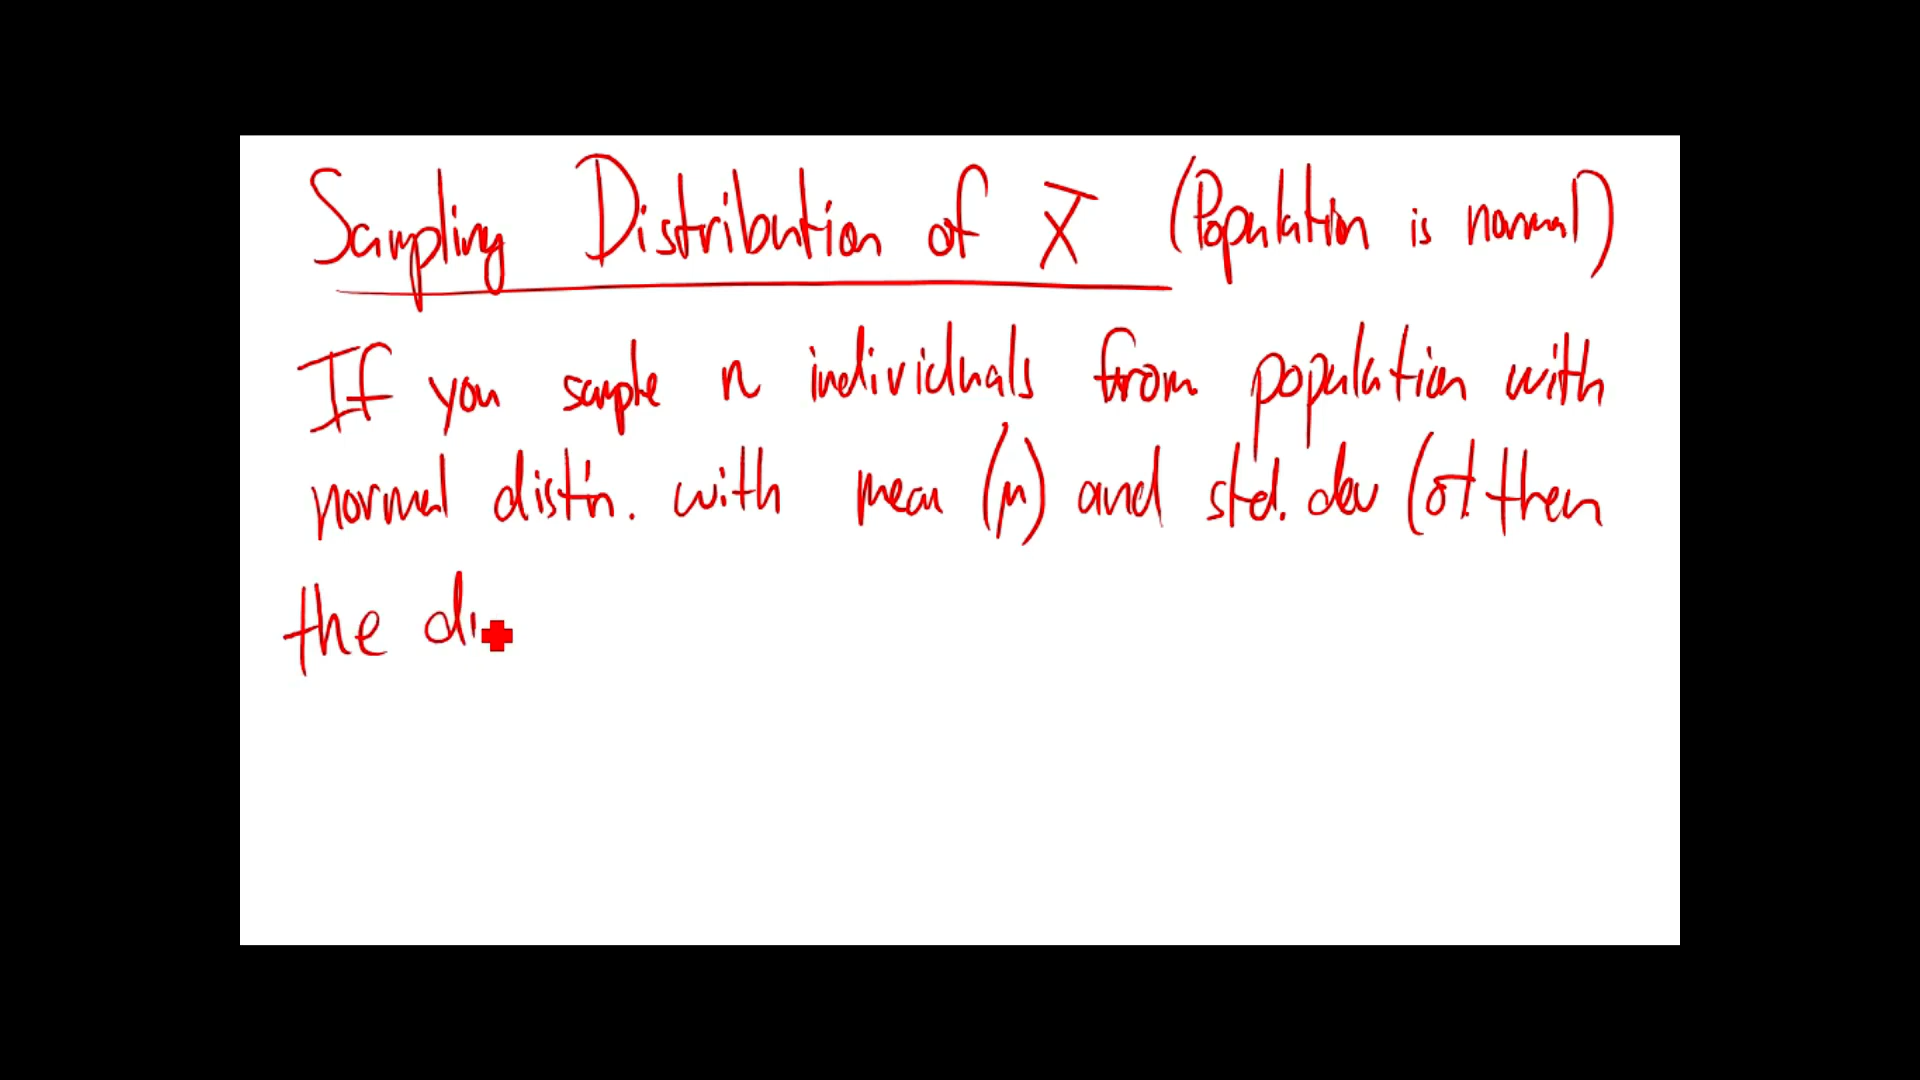 Sampling Distribution of X̄ (Population is normal)
If you sample n individuals from population with
normal dist'n. with mean (μ) and std. dev (σ). then
the di